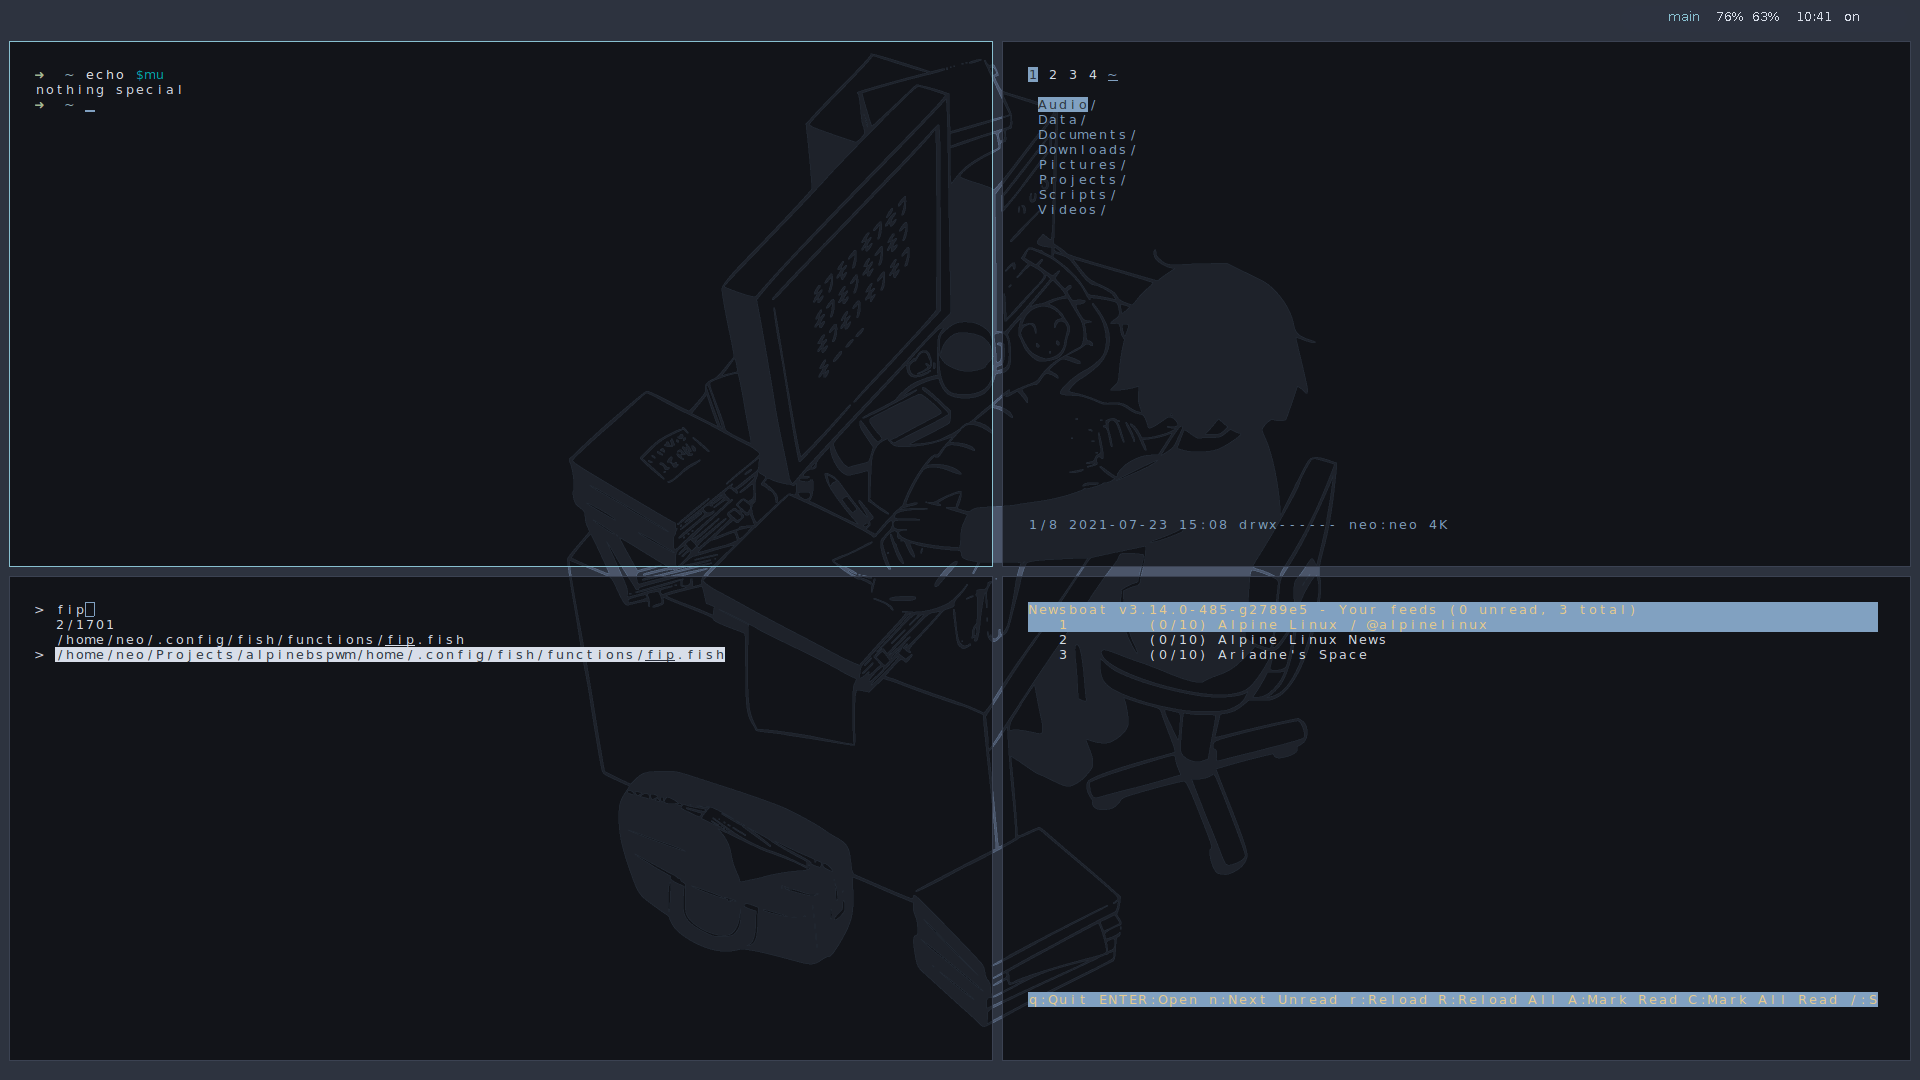 main 76% 63% 10:41 on
➜ ~ echo $mu
nothing special
➜ ~ _
1 2 3 4 ~
Audio/
Data/
Documents/
Downloads/
Pictures/
Projects/
Scripts/
Videos/
1/8 2021-07-23 15:08 drwx------ neo:neo 4K
> fip
2/1701
/home/neo/.config/fish/functions/fip.fish
> /home/neo/Projects/alpinebspwm/home/.config/fish/functions/fip.fish
Newsboat v3.14.0-485-g2789e5 - Your feeds (0 unread, 3 total)
1 (0/10) Alpine Linux / @alpinelinux
2 (0/10) Alpine Linux News
3 (0/10) Ariadne's Space
q:Quit ENTER:Open n:Next Unread r:Reload R:Reload All A:Mark Read C:Mark All Read /:S